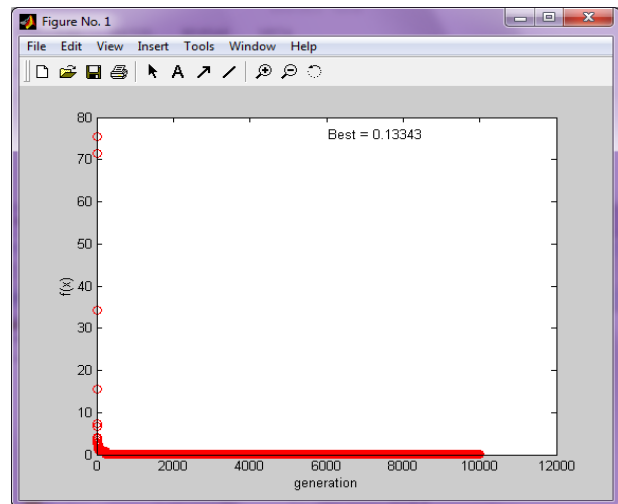 Figure No. 1
File Edit View Insert Tools Window Help
A
Best = 0.13343
80
70
60
50
40
30
20
10
0
f(x)
0 2000 4000 6000 8000 10000 12000
generation